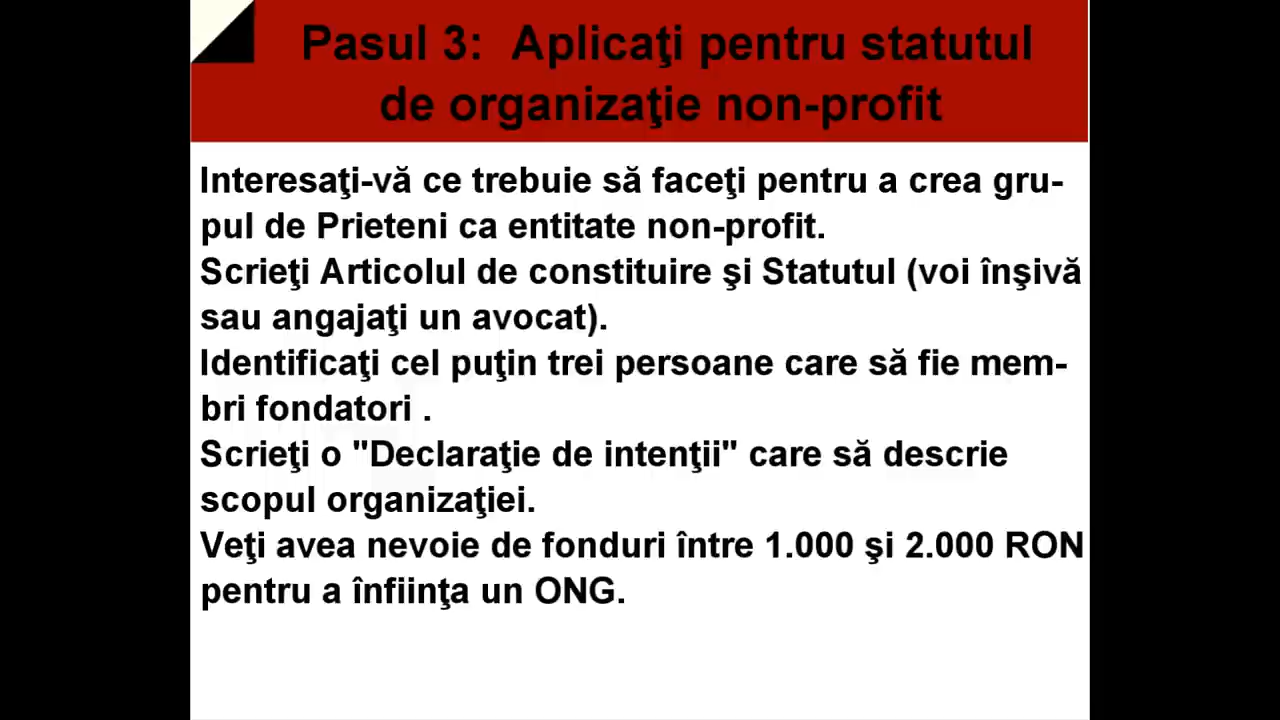 Pasul 3:  Aplicaţi pentru statutul
de organizaţie non-profit
Interesaţi-vă ce trebuie să faceţi pentru a crea gru-
pul de Prieteni ca entitate non-profit.
Scrieţi Articolul de constituire şi Statutul (voi înşivă
sau angajaţi un avocat).
Identificaţi cel puţin trei persoane care să fie mem-
bri fondatori .
Scrieţi o "Declaraţie de intenţii" care să descrie
scopul organizaţiei.
Veţi avea nevoie de fonduri între 1.000 şi 2.000 RON
pentru a înfiinţa un ONG.